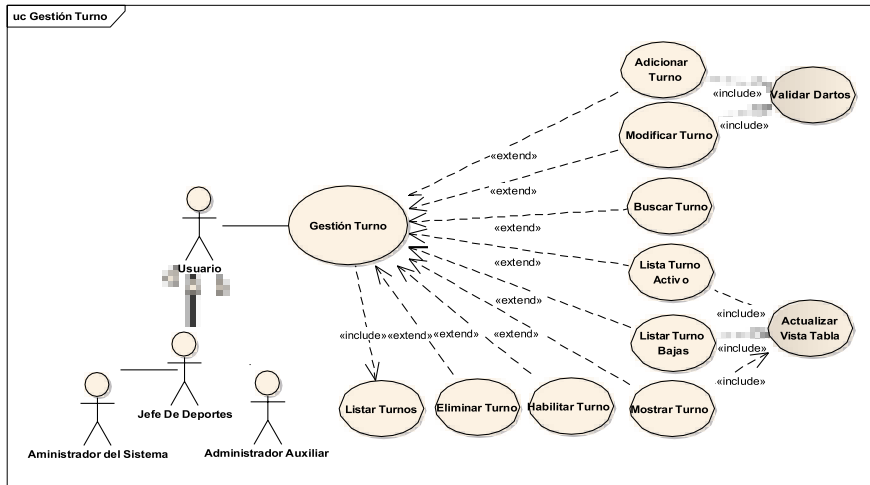 uc Gestión Turno
Adicionar
Turno
«include»
Validar Dartos
Modificar Turno
«include»
«extend»
«extend»
Buscar Turno
Gestión Turno
«extend»
Lista Turno
Activo
«extend»
Usuario
«include»
Actualizar
Vista Tabla
«extend»
Listar Turno
Bajas
«include»
«include»
«extend»
«extend»
«extend»
«include»
Jefe De Deportes
Listar Turnos
Eliminar Turno
Habilitar Turno
Mostrar Turno
Aministrador del Sistema
Administrador Auxiliar